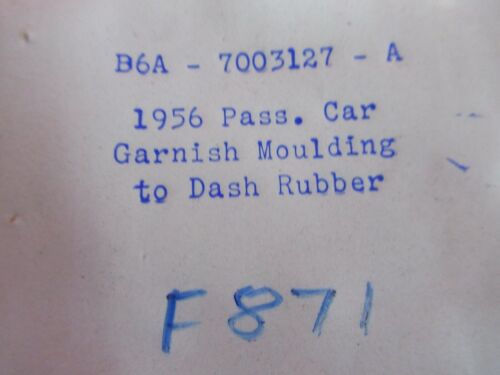 B6A - 7003127 - A
1956 Pass. Car
Garnish Moulding
to Dash Rubber
F871